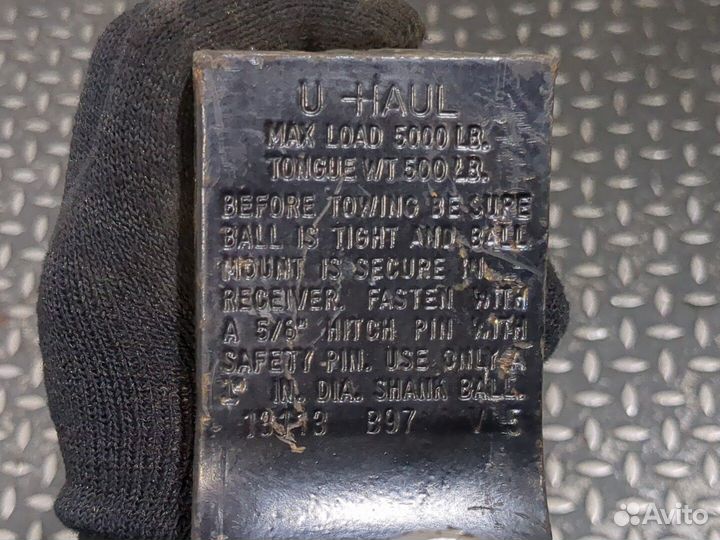 U-HAUL
MAX LOAD 5000 LB.
TONGUE WT 500 LB.
BEFORE TOWING BE SURE
BALL IS TIGHT AND BALL
MOUNT IS SECURE IN
RECEIVER. FASTEN WITH
A 5/8" HITCH PIN WITH
SAFETY PIN. USE ONLY A
1" IN. DIA. SHANK BALL.
B97
Avito